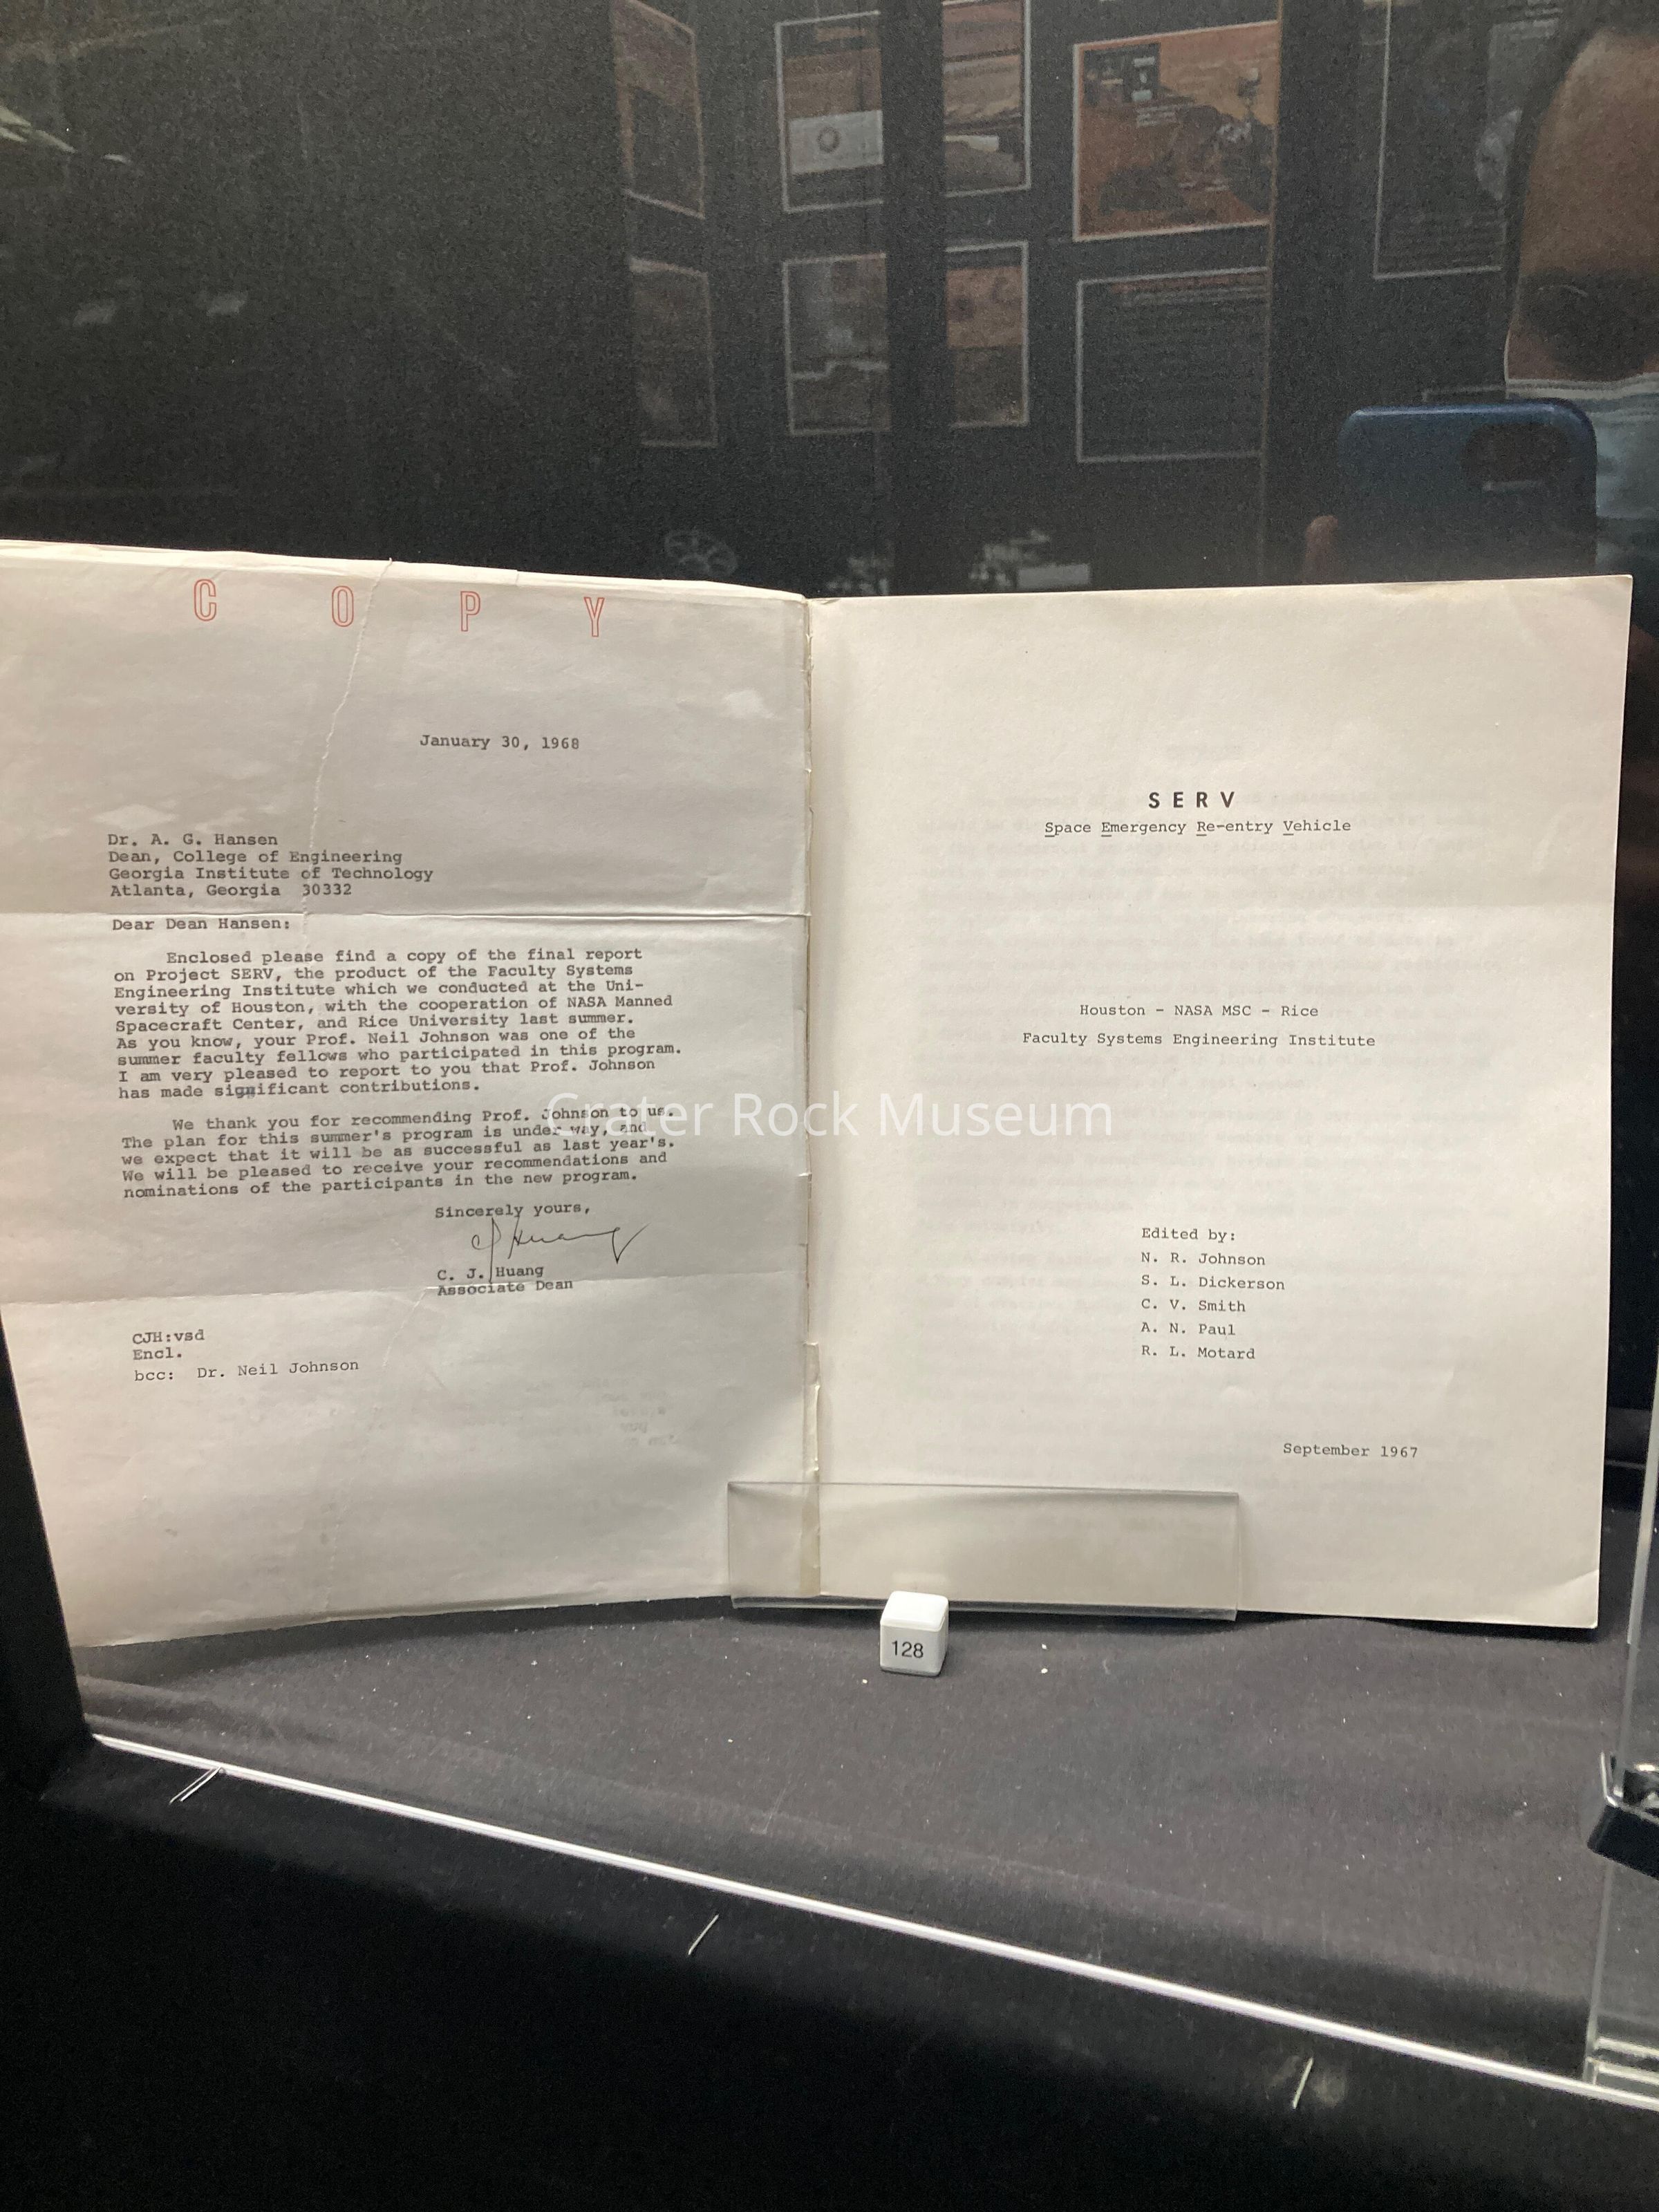 C O P Y
January 30, 1968
Dr. A. G. Hansen
Dean, College of Engineering
Georgia Institute of Technology
Atlanta, Georgia 30332
Dear Dean Hansen:
Enclosed please find a copy of the final report
on Project SERV, the product of the Faculty Systems
Engineering Institute which we conducted at the Uni-
versity of Houston, with the cooperation of NASA Manned
Spacecraft Center, and Rice University last summer.
As you know, your Prof. Neil Johnson was one of the
summer faculty fellows who participated in this program.
I am very pleased to report to you that Prof. Johnson
has made significant contributions.
We thank you for recommending Prof. Johnson to us.
The plan for this summer's program is under way, and
we expect that it will be as successful as last year's.
We will be pleased to receive your recommendations and
nominations of the participants in the new program.
Sincerely yours,
CJ Huang
C. J. Huang
Associate Dean
CJH:vsd
Encl.
bcc: Dr. Neil Johnson
S E R V
Space Emergency Re-entry Vehicle
Houston - NASA MSC - Rice
Faculty Systems Engineering Institute
Edited by:
N. R. Johnson
S. L. Dickerson
C. V. Smith
A. N. Paul
R. L. Motard
September 1967
128
Crater Rock Museum